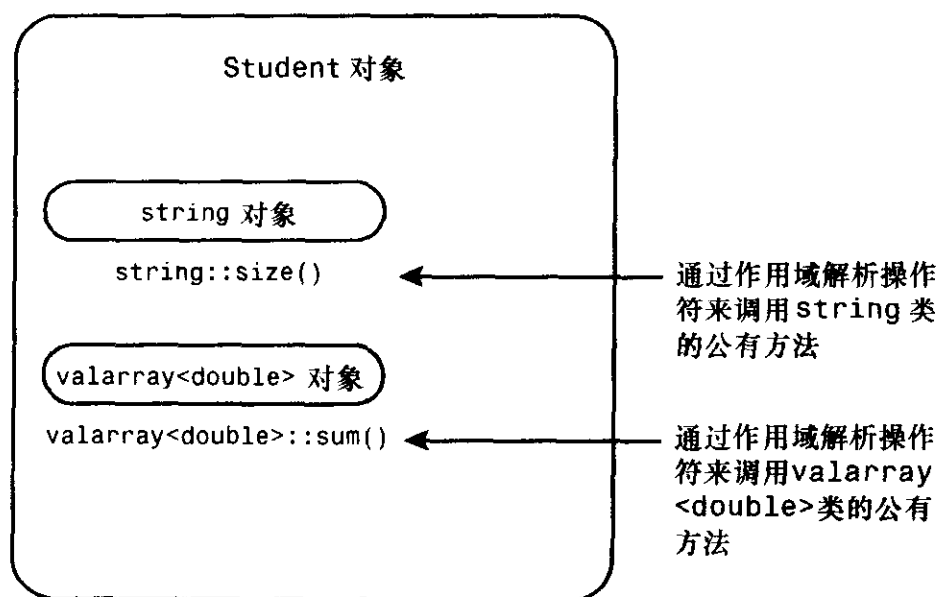 Student 对象
string 对象
string::size()
通过作用域解析操作
符来调用string 类
的公有方法
valarray<double> 对象
valarray<double>::sum()
通过作用域解析操作
符来调用valarray
<double>类的公有
方法